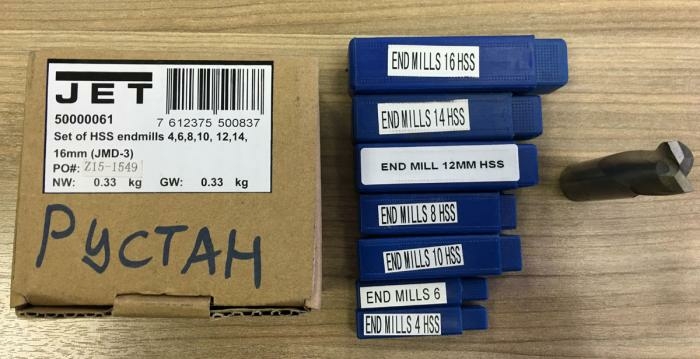 JET
50000061
7 612375 500837
Set of HSS endmills 4,6,8,10, 12,14,
16mm (JMD-3)
PO#: Z15-1549
NW: 0.33 kg GW: 0.33 kg
РУСТАН
END MILLS 16 HSS
END MILLS 14 HSS
END MILL 12MM HSS
END MILLS 8 HSS
END MILLS 10 HSS
END MILLS 6
END MILLS 4 HSS